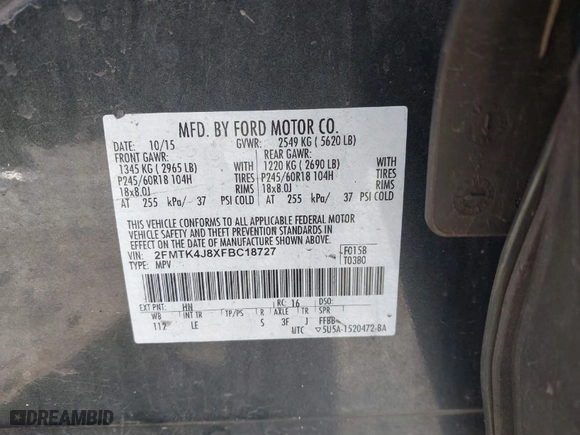 MFD. BY FORD MOTOR CO.
DATE: 10/15 GVWR: 2549 KG ( 5620 LB)
FRONT GAWR: REAR GAWR:
1345 KG ( 2965 LB) 1220 KG ( 2690 LB)
P245/60R18 104H TIRES P245/60R18 104H TIRES
18x8.0J RIMS 18x8.0J RIMS
AT 255 kPa/ 37 PSI COLD AT 255 kPa/ 37 PSI COLD
THIS VEHICLE CONFORMS TO ALL APPLICABLE FEDERAL MOTOR
VEHICLE SAFETY AND THEFT PREVENTION STANDARDS IN
EFFECT ON THE DATE OF MANUFACTURE SHOWN ABOVE.
VIN: 2FMTK4J8XFBC18727 F0158
TYPE: MPV T0380
EXT PNT: HN RC: 16 DSO:
WB INT TR TP/PS R AXLE TR SPR
112 LE S 3F J FFBB
UTC ▽5U5A-1520472-BA
DREAMBID